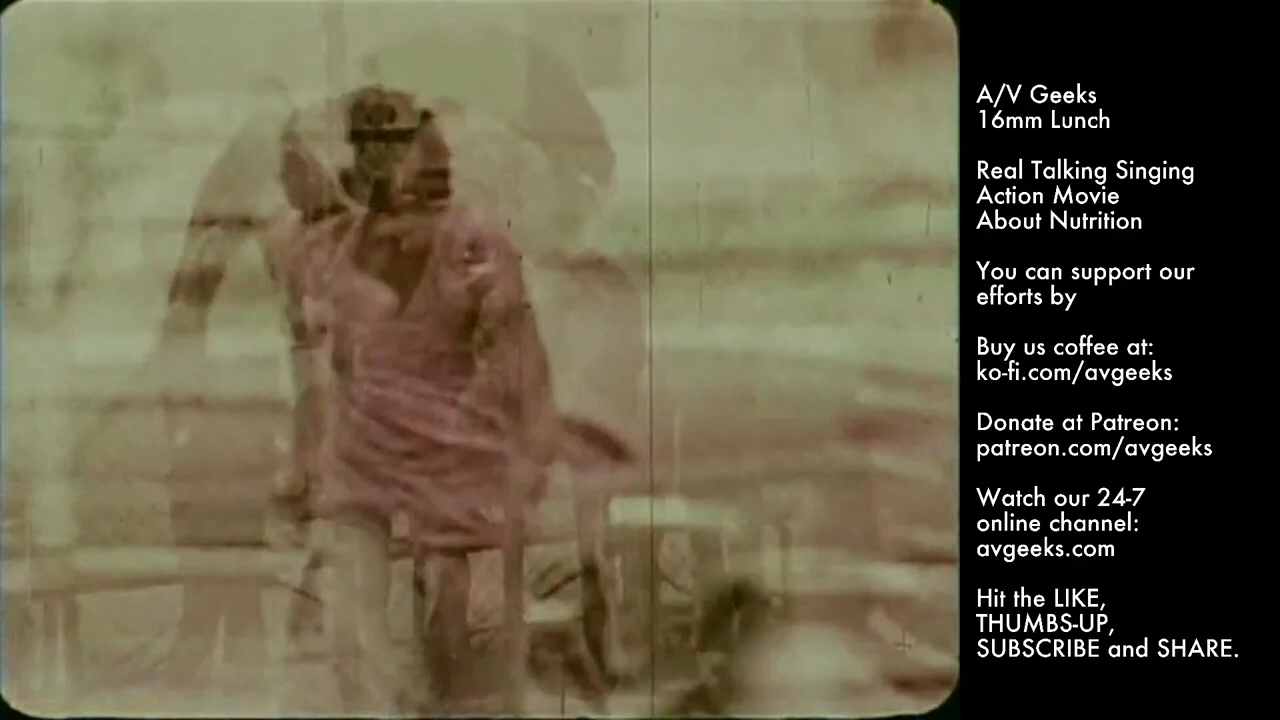 A/V Geeks
16mm Lunch
Real Talking Singing
Action Movie
About Nutrition
You can support our
efforts by
Buy us coffee at:
ko-fi.com/avgeeks
Donate at Patreon:
patreon.com/avgeeks
Watch our 24-7
online channel:
avgeeks.com
Hit the LIKE,
THUMBS-UP,
SUBSCRIBE and SHARE.